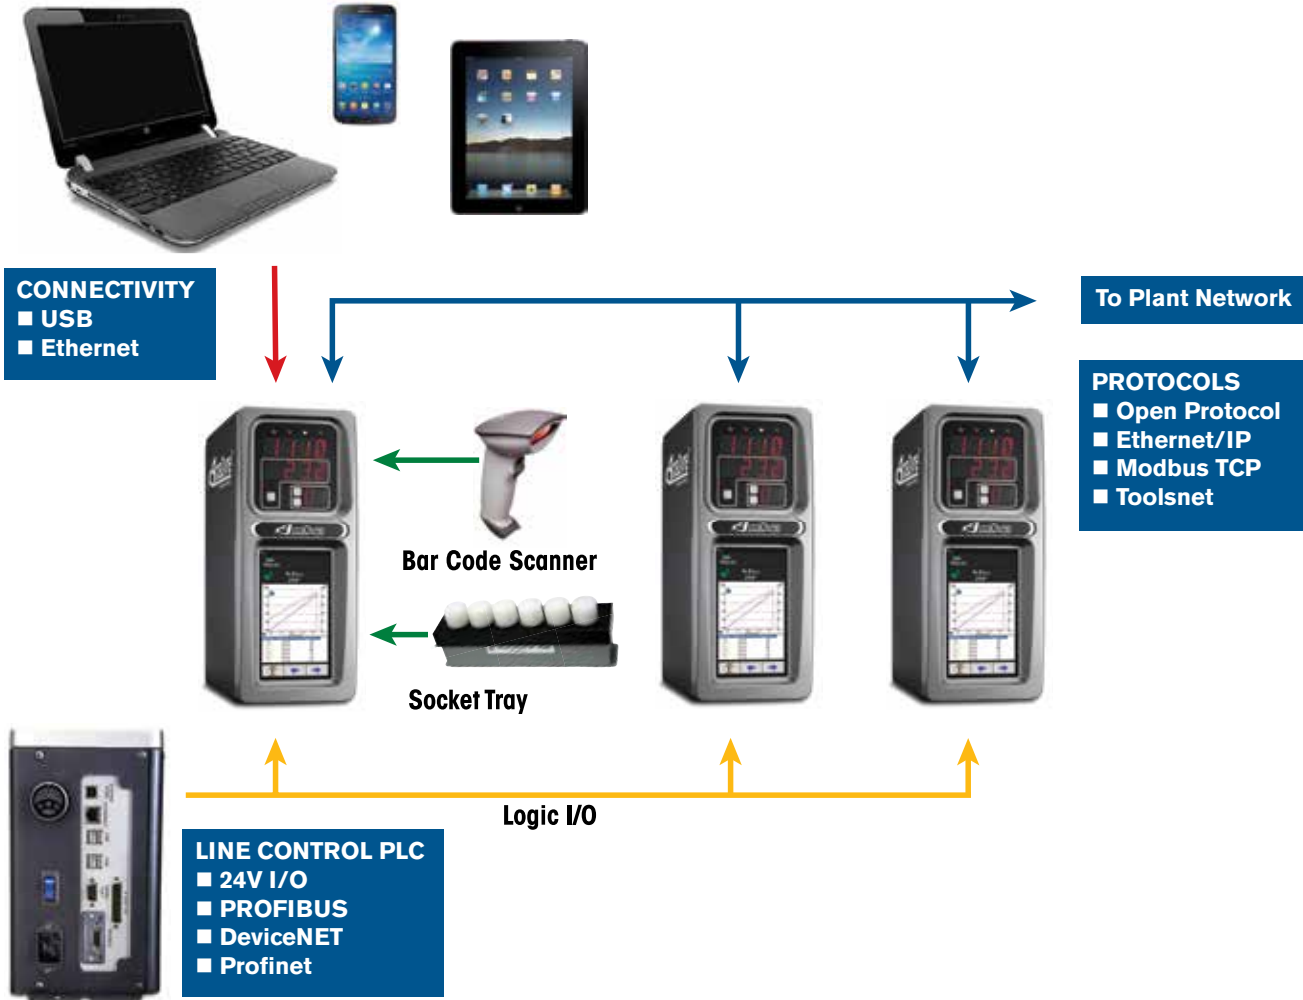 CONNECTIVITY
USB
Ethernet
To Plant Network
PROTOCOLS
Open Protocol
Ethernet/IP
Modbus TCP
Toolsnet
Bar Code Scanner
Socket Tray
Logic I/O
LINE CONTROL PLC
24V I/O
PROFIBUS
DeviceNET
Profinet